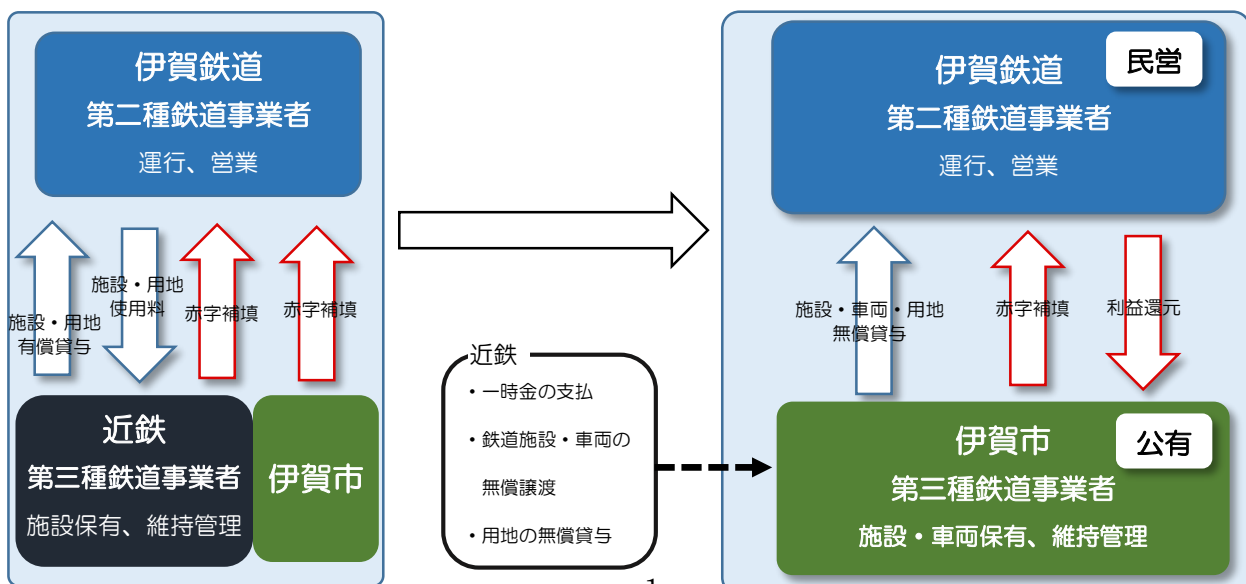 伊賀鉄道
第二種鉄道事業者
運行、営業
施設・用地
有償貸与
施設・用地
使用料
赤字補填
赤字補填
近鉄
第三種鉄道事業者
施設保有、維持管理
伊賀市
近鉄
・一時金の支払
・鉄道施設・車両の
無償譲渡
・用地の無償貸与
伊賀鉄道
民営
第二種鉄道事業者
運行、営業
施設・車両・用地
無償貸与
赤字補填
利益還元
伊賀市
公有
第三種鉄道事業者
施設・車両保有、維持管理
1